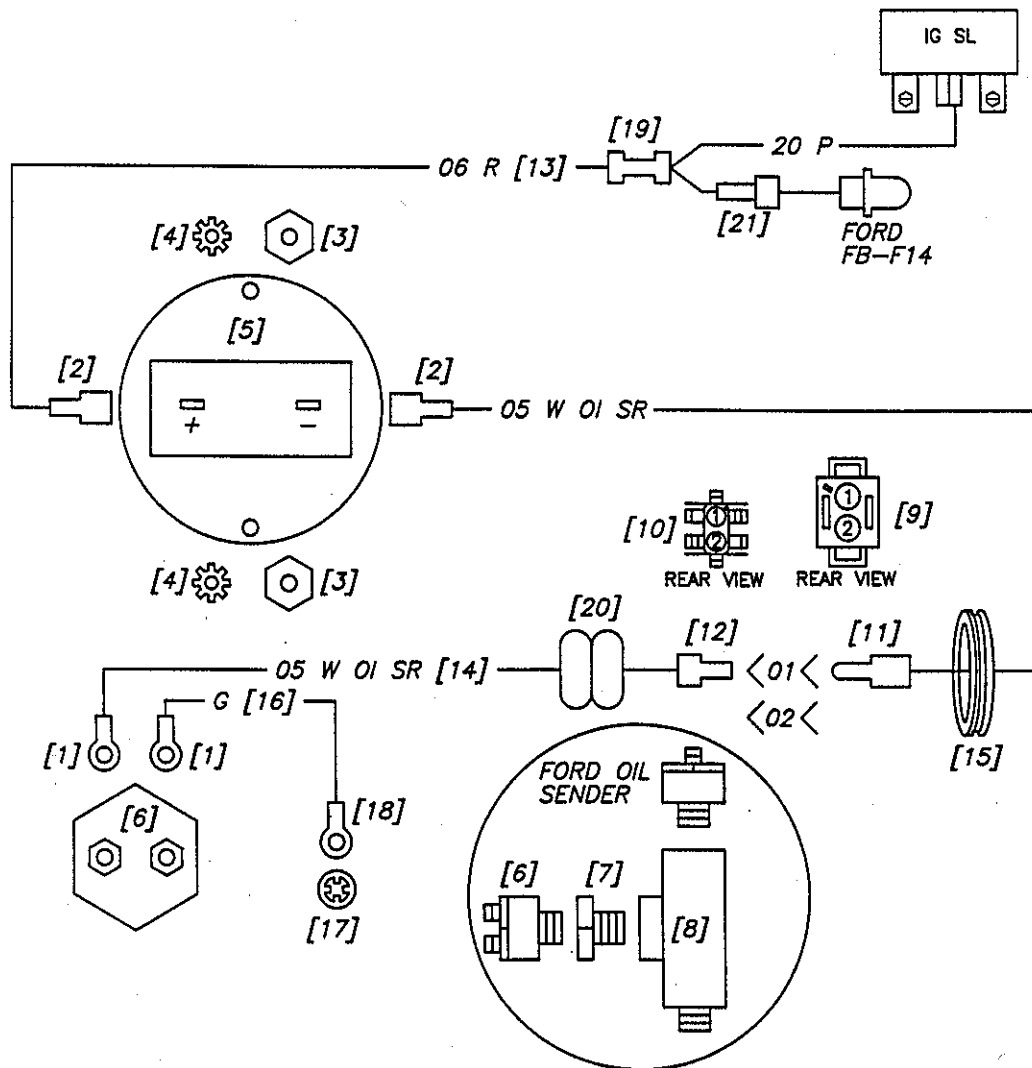 IG SL
[19]
20 P
06 R [13]
[21]
FORD
FB-F14
[4]
[3]
[5]
[2]
[2]
+
-
05 W OI SR
[10]
1
2
REAR VIEW
1
2
[9]
REAR VIEW
[4]
[3]
[20]
[12]
[11]
05 W OI SR [14]
<01<
<02<
[15]
G [16]
[1]
[1]
[6]
[18]
[17]
FORD OIL
SENDER
[6]
[7]
[8]